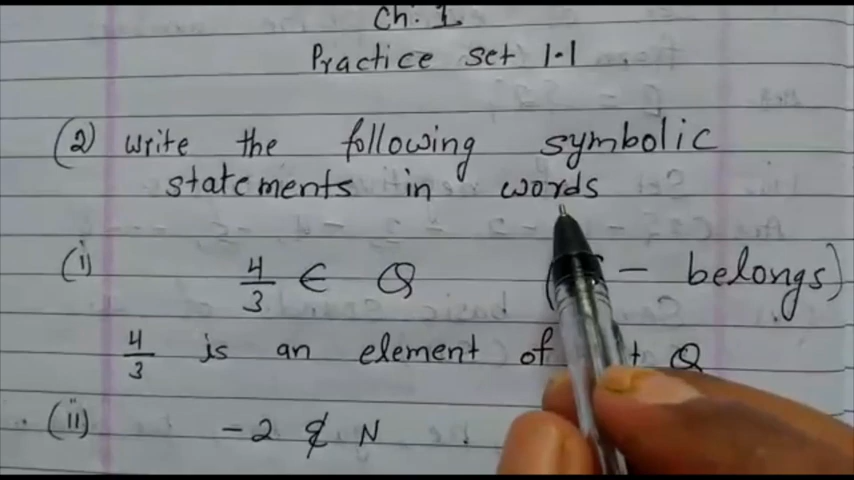 Ch. 1.
Practice set 1.1
(2) write the following symbolic
statements in words
(i) 4/3 ∈ Q ( – belongs)
4/3 is an element of Q
(ii) -2 ∉ N